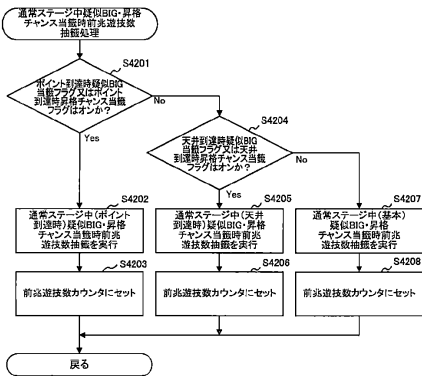 通常ステージ中疑似BIG・昇格
チャンス当籤時前兆遊技数
抽籤処理
S4201
ポイント到達時疑似BIG
当籤フラグ又はポイント
到達時昇格チャンス当籤
フラグはオンか?
No
Yes
S4204
天井到達時疑似BIG
当籤フラグ又は天井
到達時昇格チャンス当籤
フラグはオンか?
No
Yes
S4202
通常ステージ中(ポイント
到達時)疑似BIG・昇格
チャンス当籤時前兆遊
技数抽籤を実行
S4205
通常ステージ中(天井
到達時)疑似BIG・昇格
チャンス当籤時前兆遊
技数抽籤を実行
S4207
通常ステージ中(基本)
疑似BIG・昇格
チャンス当籤時前兆遊
技数抽籤を実行
S4203
前兆遊技数カウンタにセット
S4206
前兆遊技数カウンタにセット
S4208
前兆遊技数カウンタにセット
戻る